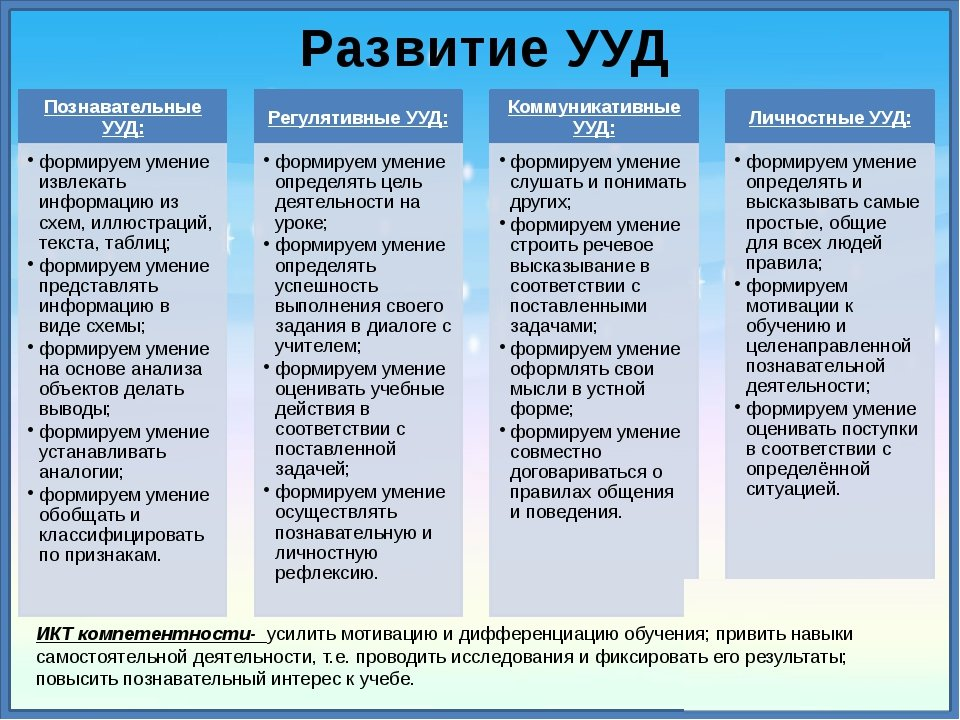 Развитие УУД
Познавательные
УУД:
• формируем умение
извлекать
информацию из
схем, иллюстраций,
текста, таблиц;
• формируем умение
представлять
информацию в
виде схемы;
• формируем умение
на основе анализа
объектов делать
выводы;
• формируем умение
устанавливать
аналогии;
• формируем умение
обобщать и
классифицировать
по признакам.
Регулятивные УУД:
• формируем умение
определять цель
деятельности на
уроке;
• формируем умение
определять
успешность
выполнения своего
задания в диалоге с
учителем;
• формируем умение
оценивать учебные
действия в
соответствии с
поставленной
задачей;
• формируем умение
осуществлять
познавательную и
личностную
рефлексию.
Коммуникативные
УУД:
• формируем умение
слушать и понимать
других;
• формируем умение
строить речевое
высказывание в
соответствии с
поставленными
задачами;
• формируем умение
оформлять свои
мысли в устной
форме;
• формируем умение
совместно
договариваться о
правилах общения
и поведения.
Личностные УУД:
• формируем умение
определять и
высказывать самые
простые, общие
для всех людей
правила;
• формируем
мотивации к
обучению и
целенаправленной
познавательной
деятельности;
• формируем умение
оценивать поступки
в соответствии с
определённой
ситуацией.
ИКТ компетентности- усилить мотивацию и дифференциацию обучения; привить навыки
самостоятельной деятельности, т.е. проводить исследования и фиксировать его результаты;
повысить познавательный интерес к учебе.